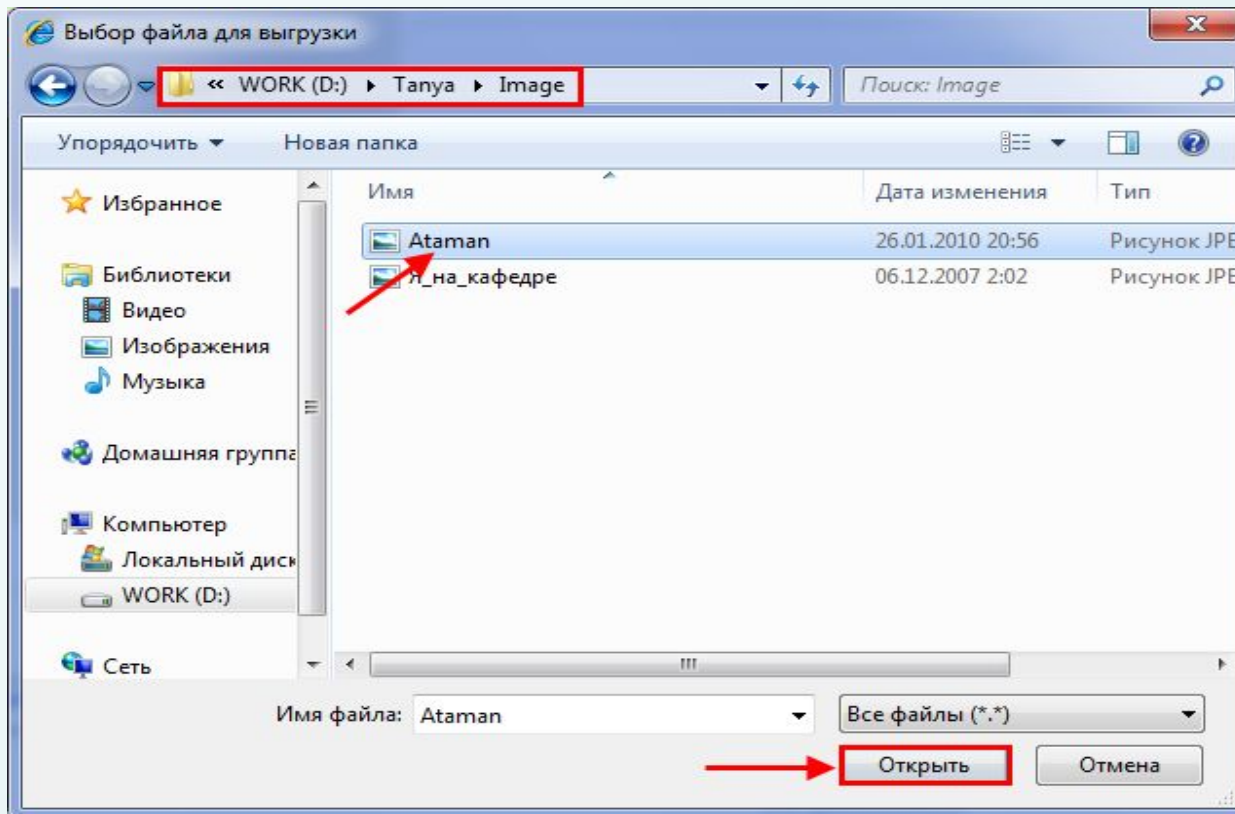 Выбор файла для выгрузки
« WORK (D:) Tanya Image
Поиск: Image
Упорядочить Новая папка
Избранное
Библиотеки
Видео
Изображения
Музыка
Домашняя группа
Компьютер
Локальный диск
WORK (D:)
Сеть
Имя Дата изменения Тип
Ataman 26.01.2010 20:56 Рисунок JPE
Я_на_кафедре 06.12.2007 2:02 Рисунок JPE
Имя файла: Ataman Все файлы (*.*)
Открыть Отмена